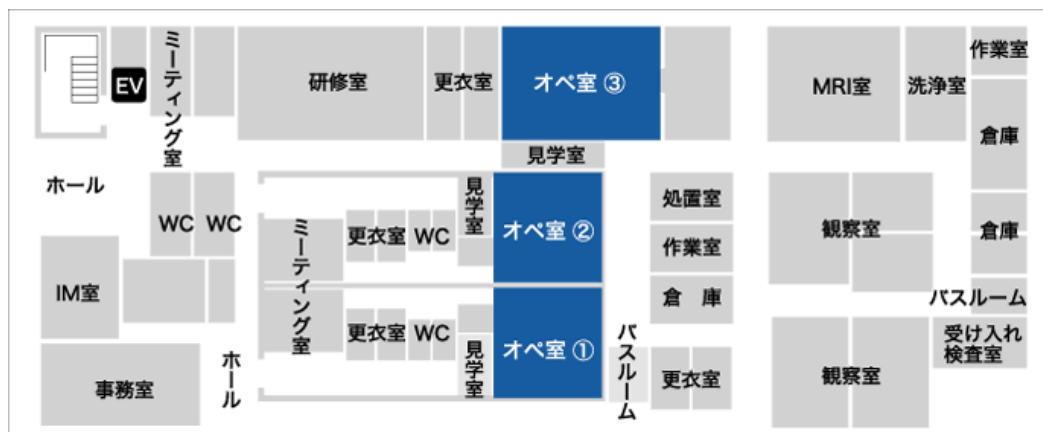 EV
ミーティング室
研修室
更衣室
オペ室 ③
MRI室
洗浄室
作業室
倉庫
見学室
ホール
WC
WC
ミーティング室
更衣室
WC
見学室
オペ室 ②
処置室
作業室
倉 庫
観察室
倉庫
バスルーム
IM室
更衣室
WC
見学室
オペ室 ①
バスルーム
更衣室
観察室
受け入れ
検査室
事務室
ホール